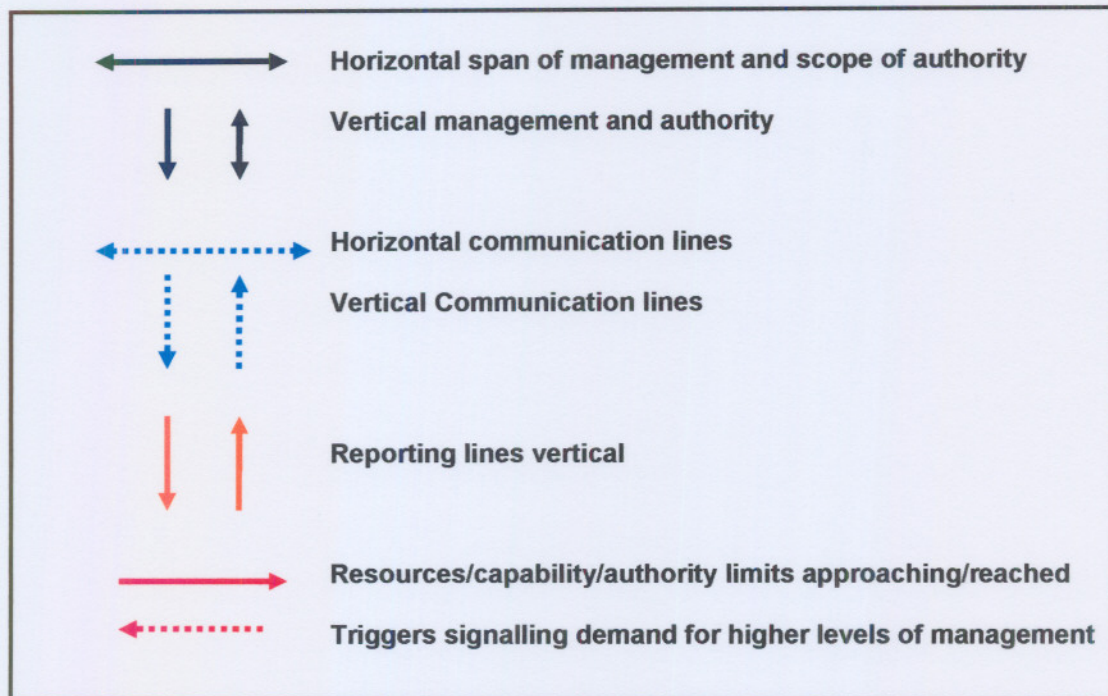 Horizontal span of management and scope of authority
Vertical management and authority
Horizontal communication lines
Vertical Communication lines
Reporting lines vertical
Resources/capability/authority limits approaching/reached
Triggers signalling demand for higher levels of management